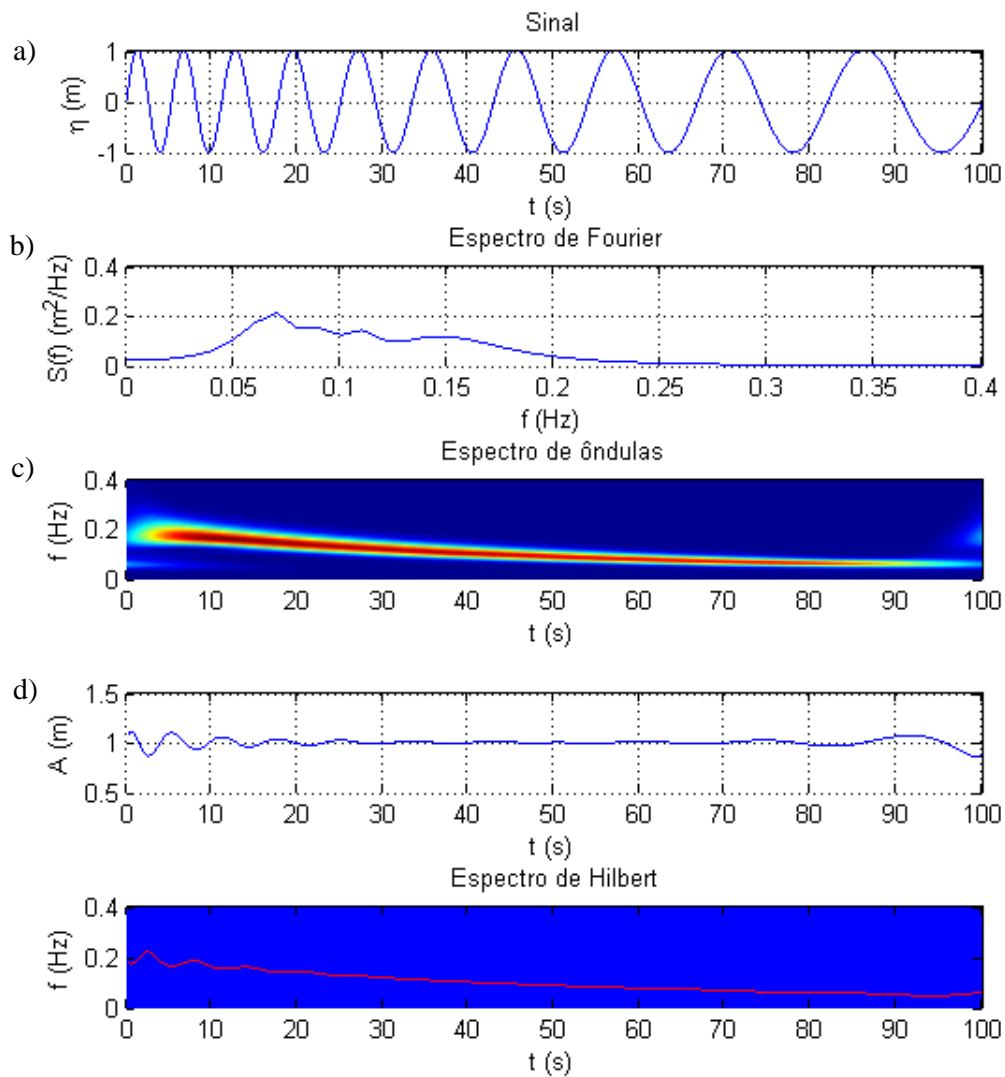 Sinal
a)
1
0
-1
η (m)
0 10 20 30 40 50 60 70 80 90 100
t (s)
Espectro de Fourier
b)
0.4
0.2
0
S(f) (m²/Hz)
0 0.05 0.1 0.15 0.2 0.25 0.3 0.35 0.4
f (Hz)
Espectro de ôndulas
c)
0.4
0.2
0
f (Hz)
0 10 20 30 40 50 60 70 80 90 100
t (s)
d)
1.5
1
0.5
A (m)
0 10 20 30 40 50 60 70 80 90 100
t (s)
Espectro de Hilbert
0.4
0.2
0
f (Hz)
0 10 20 30 40 50 60 70 80 90 100
t (s)